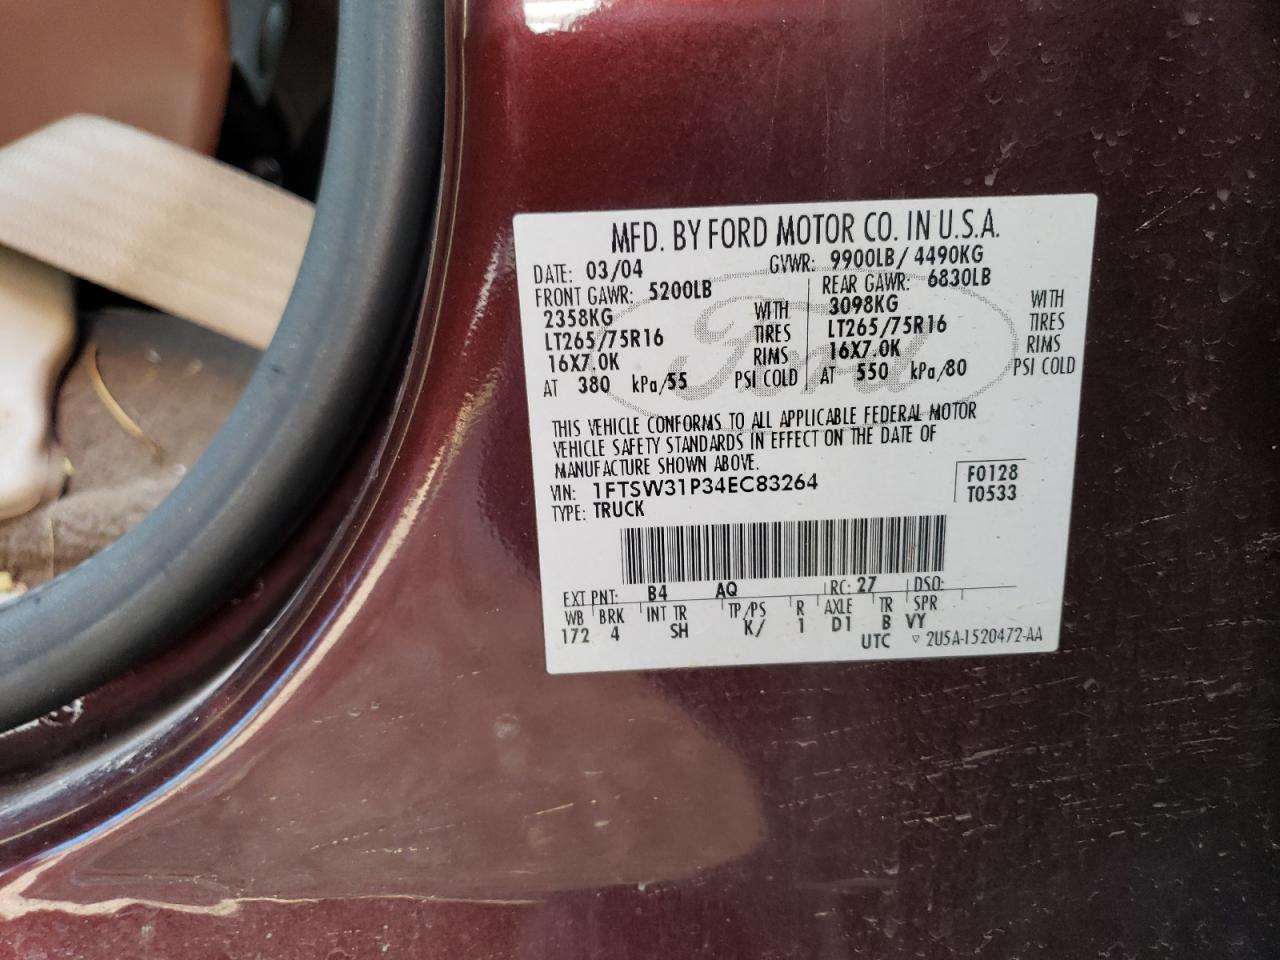 MFD. BY FORD MOTOR CO. IN U.S.A.
DATE: 03/04 GVWR: 9900LB/ 4490KG
FRONT GAWR: 5200LB REAR GAWR: 6830LB
2358KG WITH 3098KG WITH
LT265/75R16 TIRES LT265/75R16 TIRES
16X7.0K RIMS 16X7.0K RIMS
AT 380 kPa/55 PSI COLD AT 550 kPa/80 PSI COLD
Ford
THIS VEHICLE CONFORMS TO ALL APPLICABLE FEDERAL MOTOR
VEHICLE SAFETY STANDARDS IN EFFECT ON THE DATE OF
MANUFACTURE SHOWN ABOVE.
VIN: 1FTSW31P34EC83264 F0128
TYPE: TRUCK T0533
EXT PNT: B4 AQ RC: 27 DSO:
WB BRK INT TR TP/PS R AXLE TR SPR
172 4 SH K/ 1 D1 B VY
UTC ▽ 2U5A-1520472-AA